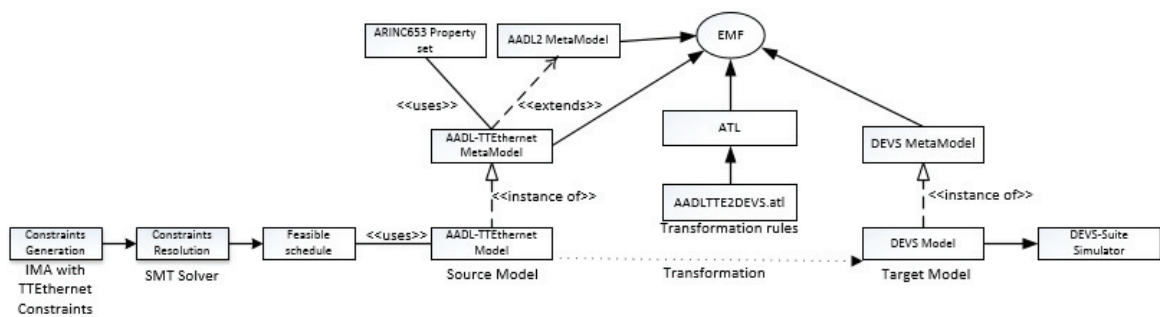 ARINC653 Property
set
AADL2 MetaModel
EMF
<<uses>>
<<extends>>
ATL
AADL-TTEthernet
MetaModel
DEVS MetaModel
<<instance of>>
<<instance of>>
AADLTTE2DEVS.atl
Transformation rules
Constraints
Generation
Constraints
Resolution
Feasible
schedule
<<uses>>
AADL-TTEthernet
Model
DEVS Model
DEVS-Suite
Simulator
IMA with
TTEthernet
Constraints
SMT Solver
Source Model
Transformation
Target Model